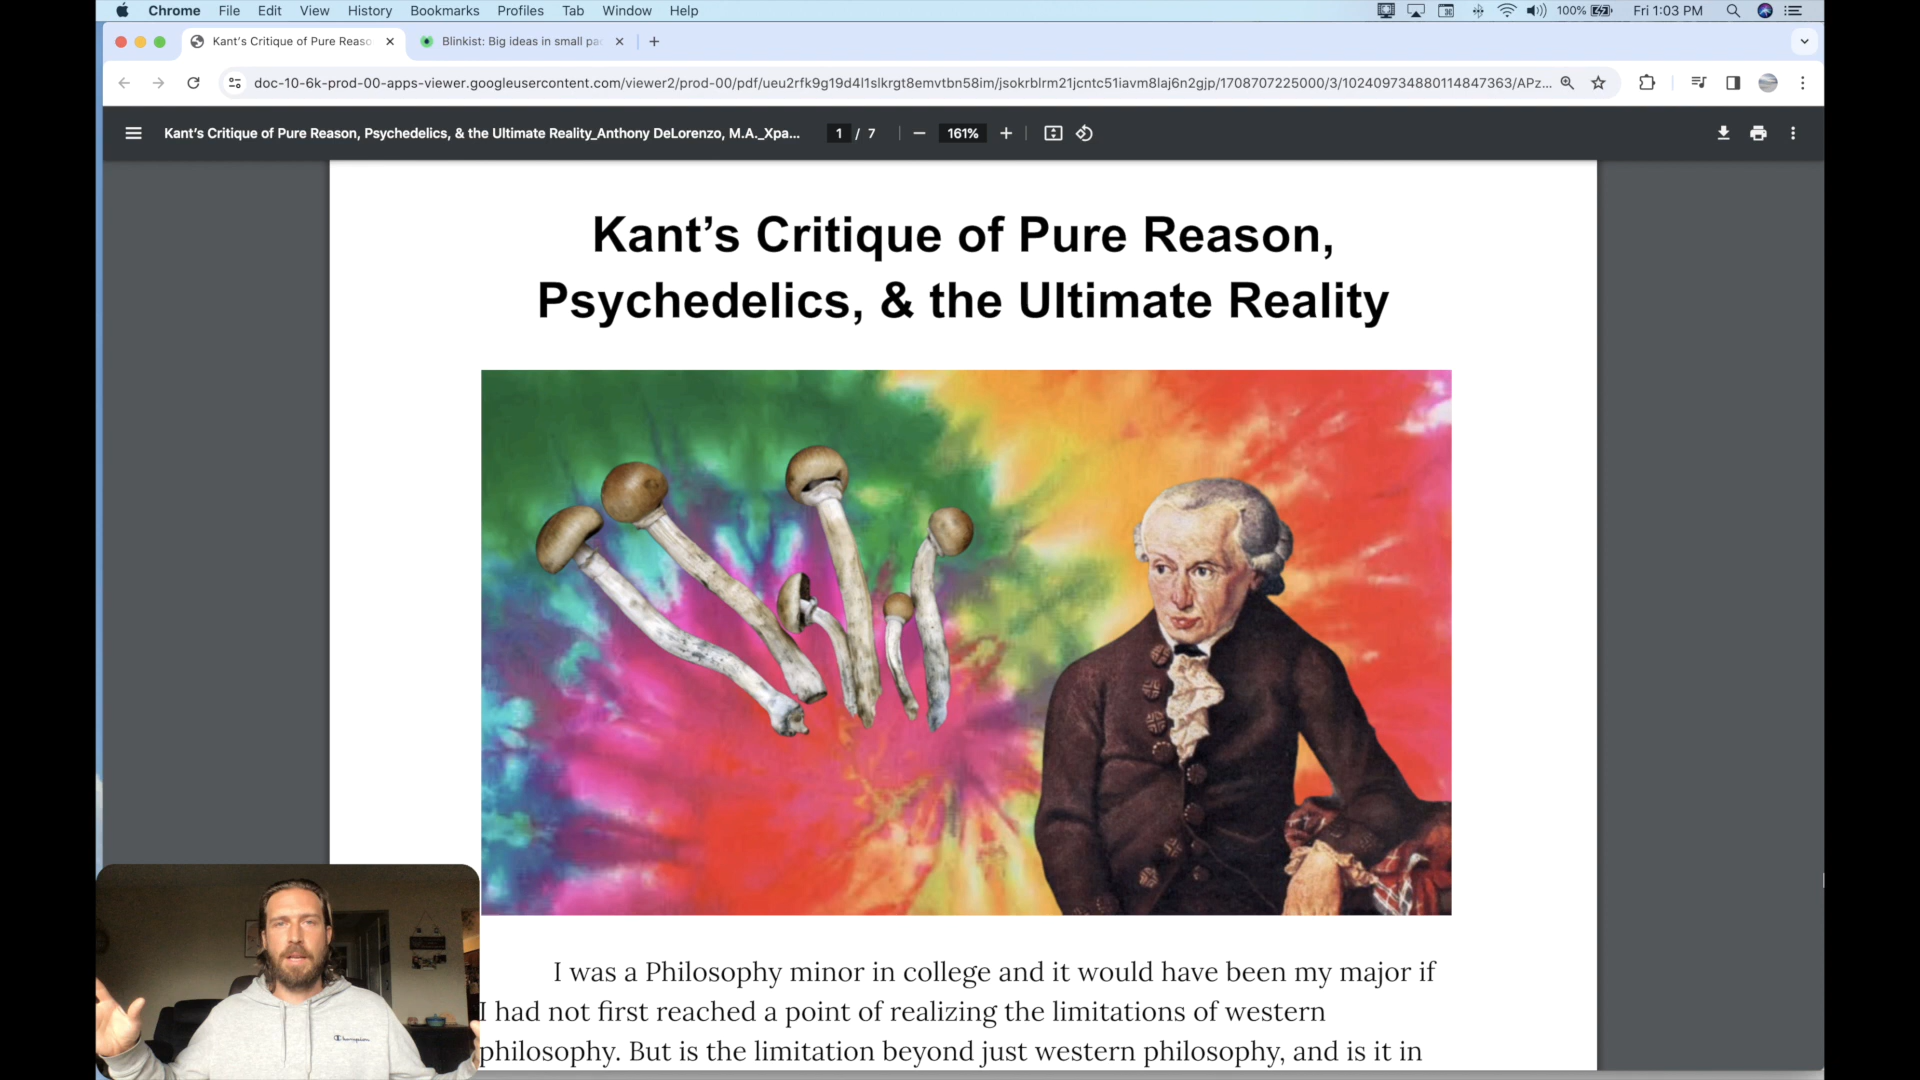 Chrome File Edit View History Bookmarks Profiles Tab Window Help 100% Fri 1:03 PM
Kant's Critique of Pure Reaso Blinkist: Big ideas in small pa
doc-10-6k-prod-00-apps-viewer.googleusercontent.com/viewer2/prod-00/pdf/ueu2rfk9g19d4l1slkrgt8emvtbn58im/jsokrblrm21jcntc51iavm8laj6n2gjp/1708707225000/3/102409734880114847363/APz...
Kant's Critique of Pure Reason, Psychedelics, & the Ultimate Reality_Anthony DeLorenzo, M.A._Xpa... 1 / 7 161%
Kant's Critique of Pure Reason,
Psychedelics, & the Ultimate Reality
I was a Philosophy minor in college and it would have been my major if
I had not first reached a point of realizing the limitations of western
philosophy. But is the limitation beyond just western philosophy, and is it in
Champion